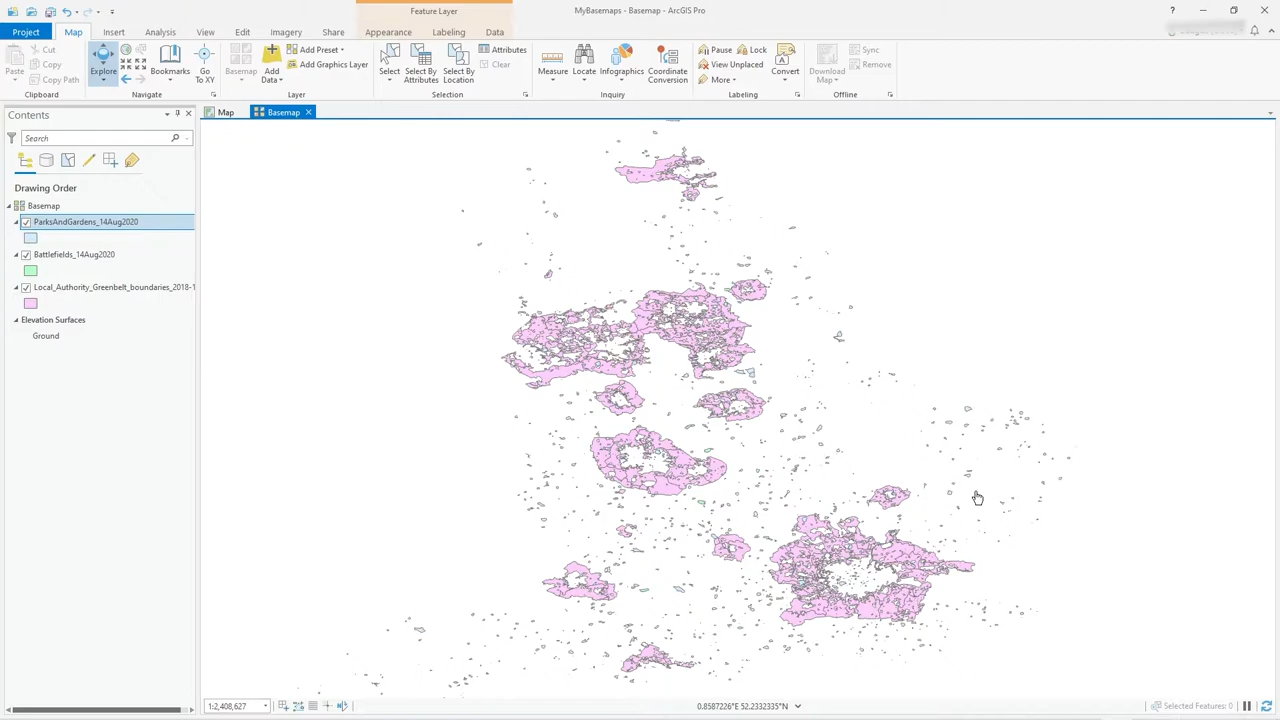 Feature Layer
MyBasemaps - Basemap - ArcGIS Pro
?
Project
Map
Insert
Analysis
View
Edit
Imagery
Share
Appearance
Labeling
Data
Paste
Cut
Copy
Copy Path
Clipboard
Explore
Bookmarks
Go To XY
Navigate
Basemap
Add Data
Add Preset
Add Graphics Layer
Layer
Select
Select By Attributes
Select By Location
Attributes
Clear
Selection
Measure
Locate
Infographics
Coordinate Conversion
Inquiry
Pause
Lock
View Unplaced
More
Convert
Labeling
Download Map
Sync
Remove
Offline
Contents
Search
Map
Basemap
Drawing Order
Basemap
ParksAndGardens_14Aug2020
Battlefields_14Aug2020
Local_Authority_Greenbelt_boundaries_2018-1
Elevation Surfaces
Ground
1:2,408,627
0.8587226°E 52.2332335°N
Selected Features: 0